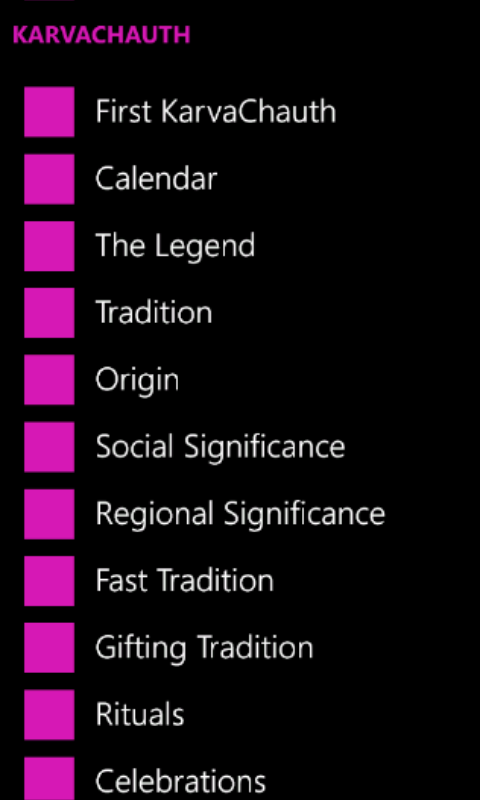 KARVACHAUTH
First KarvaChauth
Calendar
The Legend
Tradition
Origin
Social Significance
Regional Significance
Fast Tradition
Gifting Tradition
Rituals
Celebrations